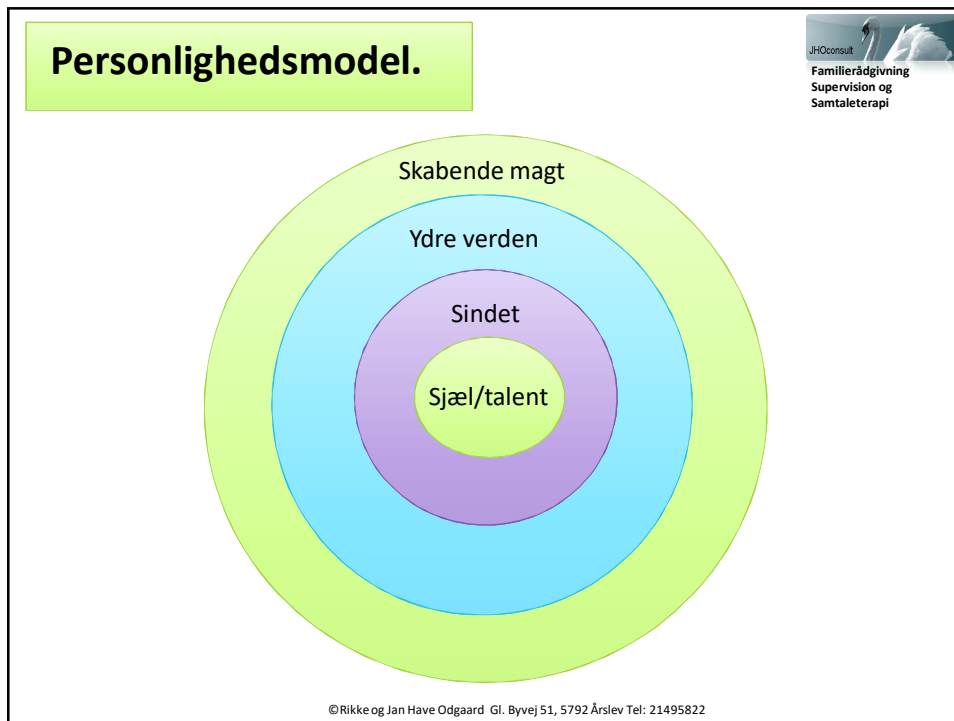 Personlighedsmodel.
JHOconsult
Familierådgivning
Supervision og
Samtaleterapi
Skabende magt
Ydre verden
Sindet
Sjæl/talent
©Rikke og Jan Have Odgaard Gl. Byvej 51, 5792 Årslev Tel: 21495822